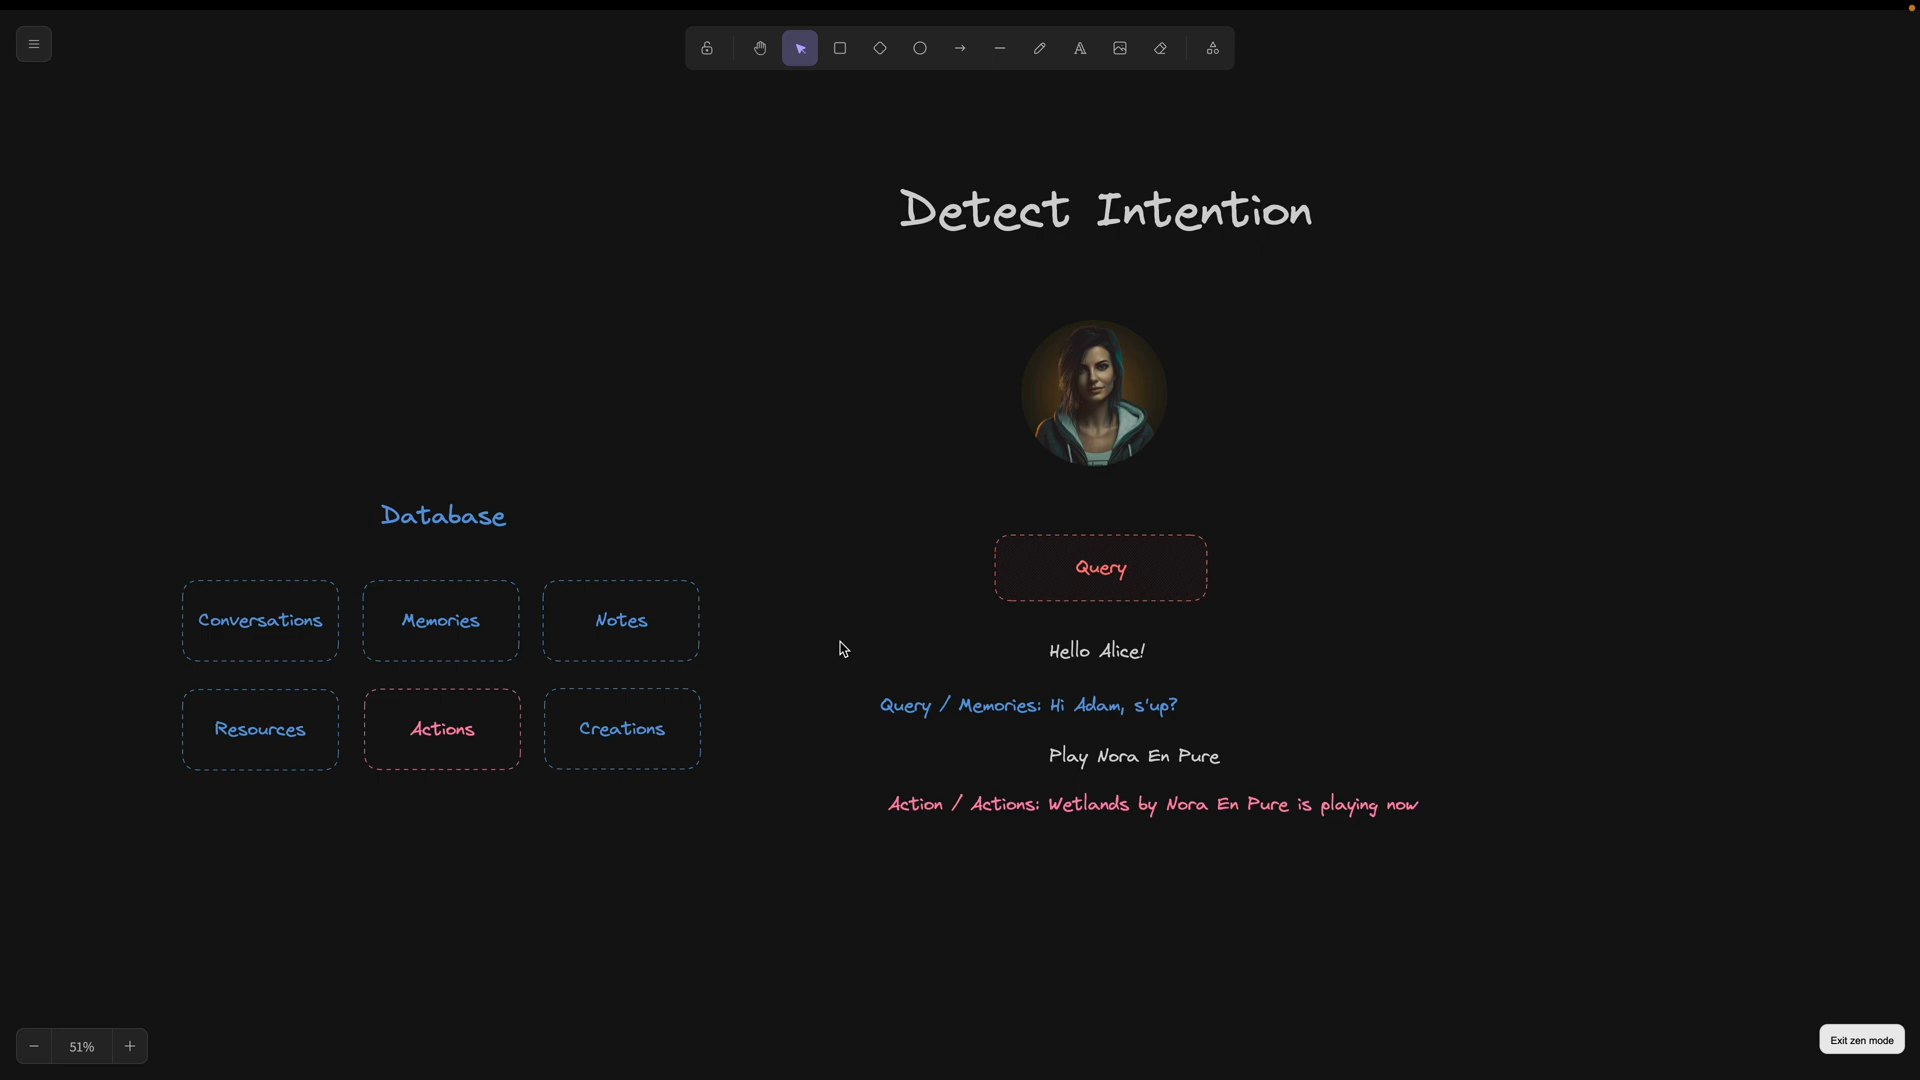 Detect Intention
Database
Conversations
Memories
Notes
Resources
Actions
Creations
Query
Hello Alice!
Query / Memories: Hi Adam, s'up?
Play Nora En Pure
Action / Actions: Wetlands by Nora En Pure is playing now
51%
Exit zen mode